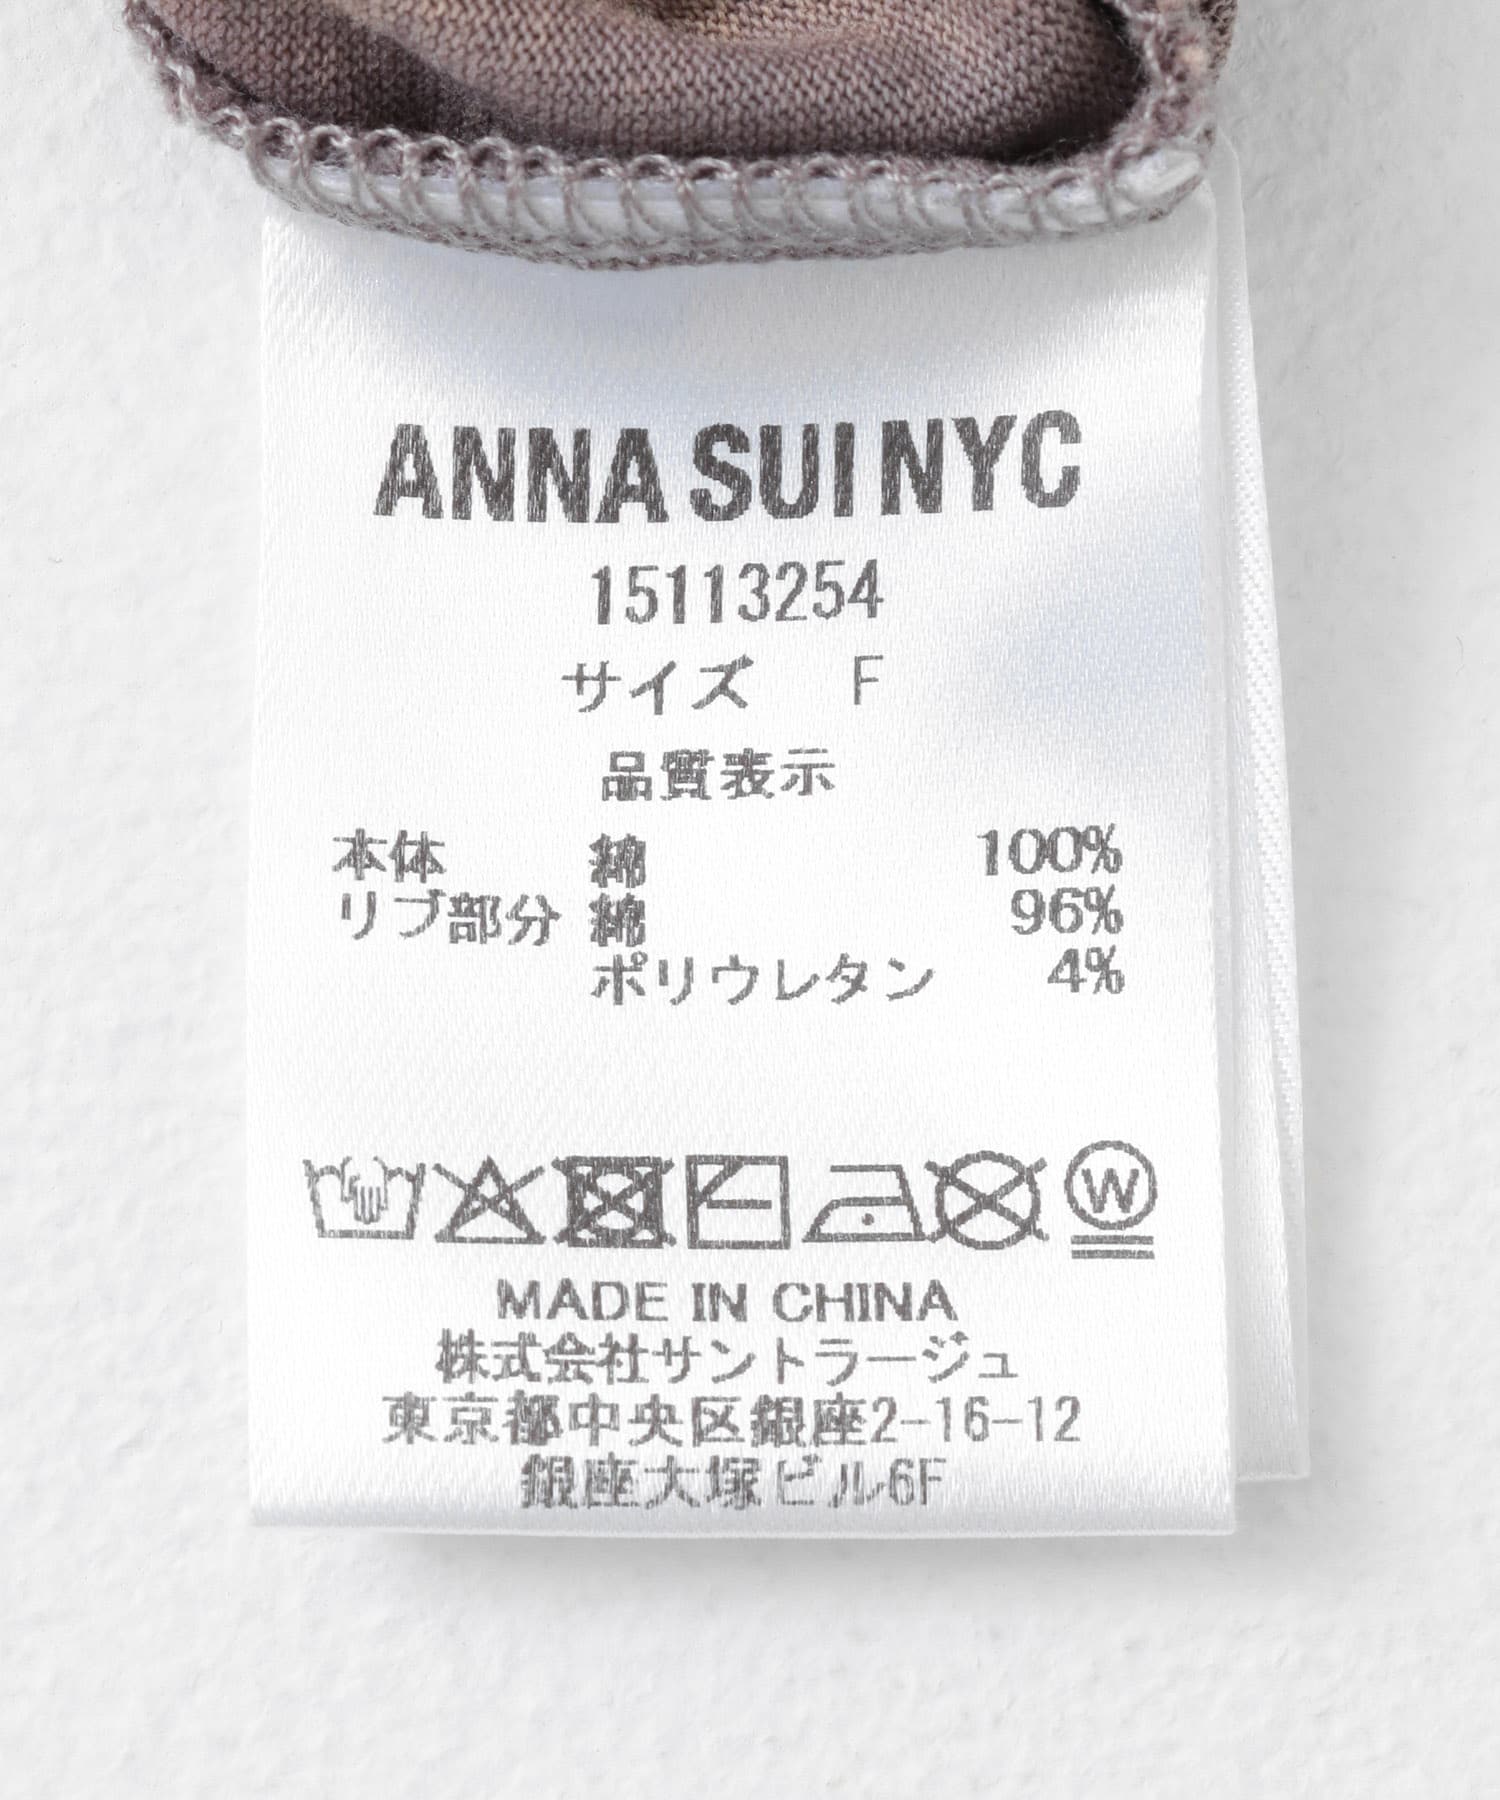 ANNA SUI NYC
15113254
サイズ F
品質表示
本体 綿 100%
リブ部分 綿 96%
ポリウレタン 4%
W
MADE IN CHINA
株式会社サントラージュ
東京都中央区銀座2-16-12
銀座大塚ビル6F